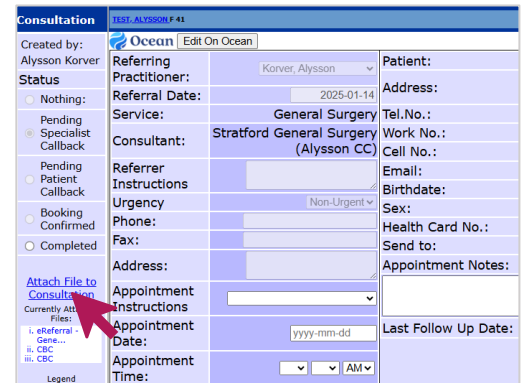 Consultation
TEST, ALYSSON F 41
Created by:
Alysson Korver
Status
Nothing:
Pending
Specialist
Callback
Pending
Patient
Callback
Booking
Confirmed
Completed
Attach File to
Consultation
Currently
Files:
i. eReferral -
Gene...
ii. CBC
iii. CBC
Legend
Ocean Edit On Ocean
Referring
Practitioner:
Korver, Alysson
Referral Date:
2025-01-14
Service:
General Surgery
Consultant:
Stratford General Surgery
(Alysson CC)
Referrer
Instructions
Urgency
Non-Urgent
Phone:
Fax:
Address:
Appointment
Instructions
Appointment
Date:
yyyy-mm-dd
Appointment
Time:
AM
Patient:
Address:
Tel.No.:
Work No.:
Cell No.:
Email:
Birthdate:
Sex:
Health Card No.:
Send to:
Appointment Notes:
Last Follow Up Date: